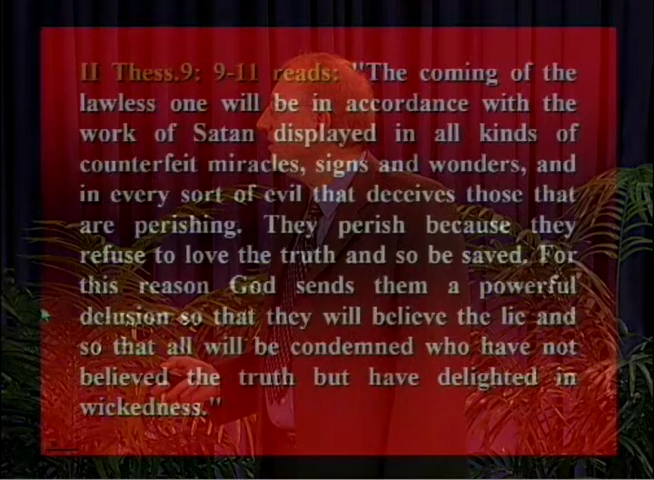 II Thess.9: 9-11 reads: "The coming of the
lawless one will be in accordance with the
work of Satan displayed in all kinds of
counterfeit miracles, signs and wonders, and
in every sort of evil that deceives those that
are perishing. They perish because they
refuse to love the truth and so be saved. For
this reason God sends them a powerful
delusion so that they will believe the lie and
so that all will be condemned who have not
believed the truth but have delighted in
wickedness."